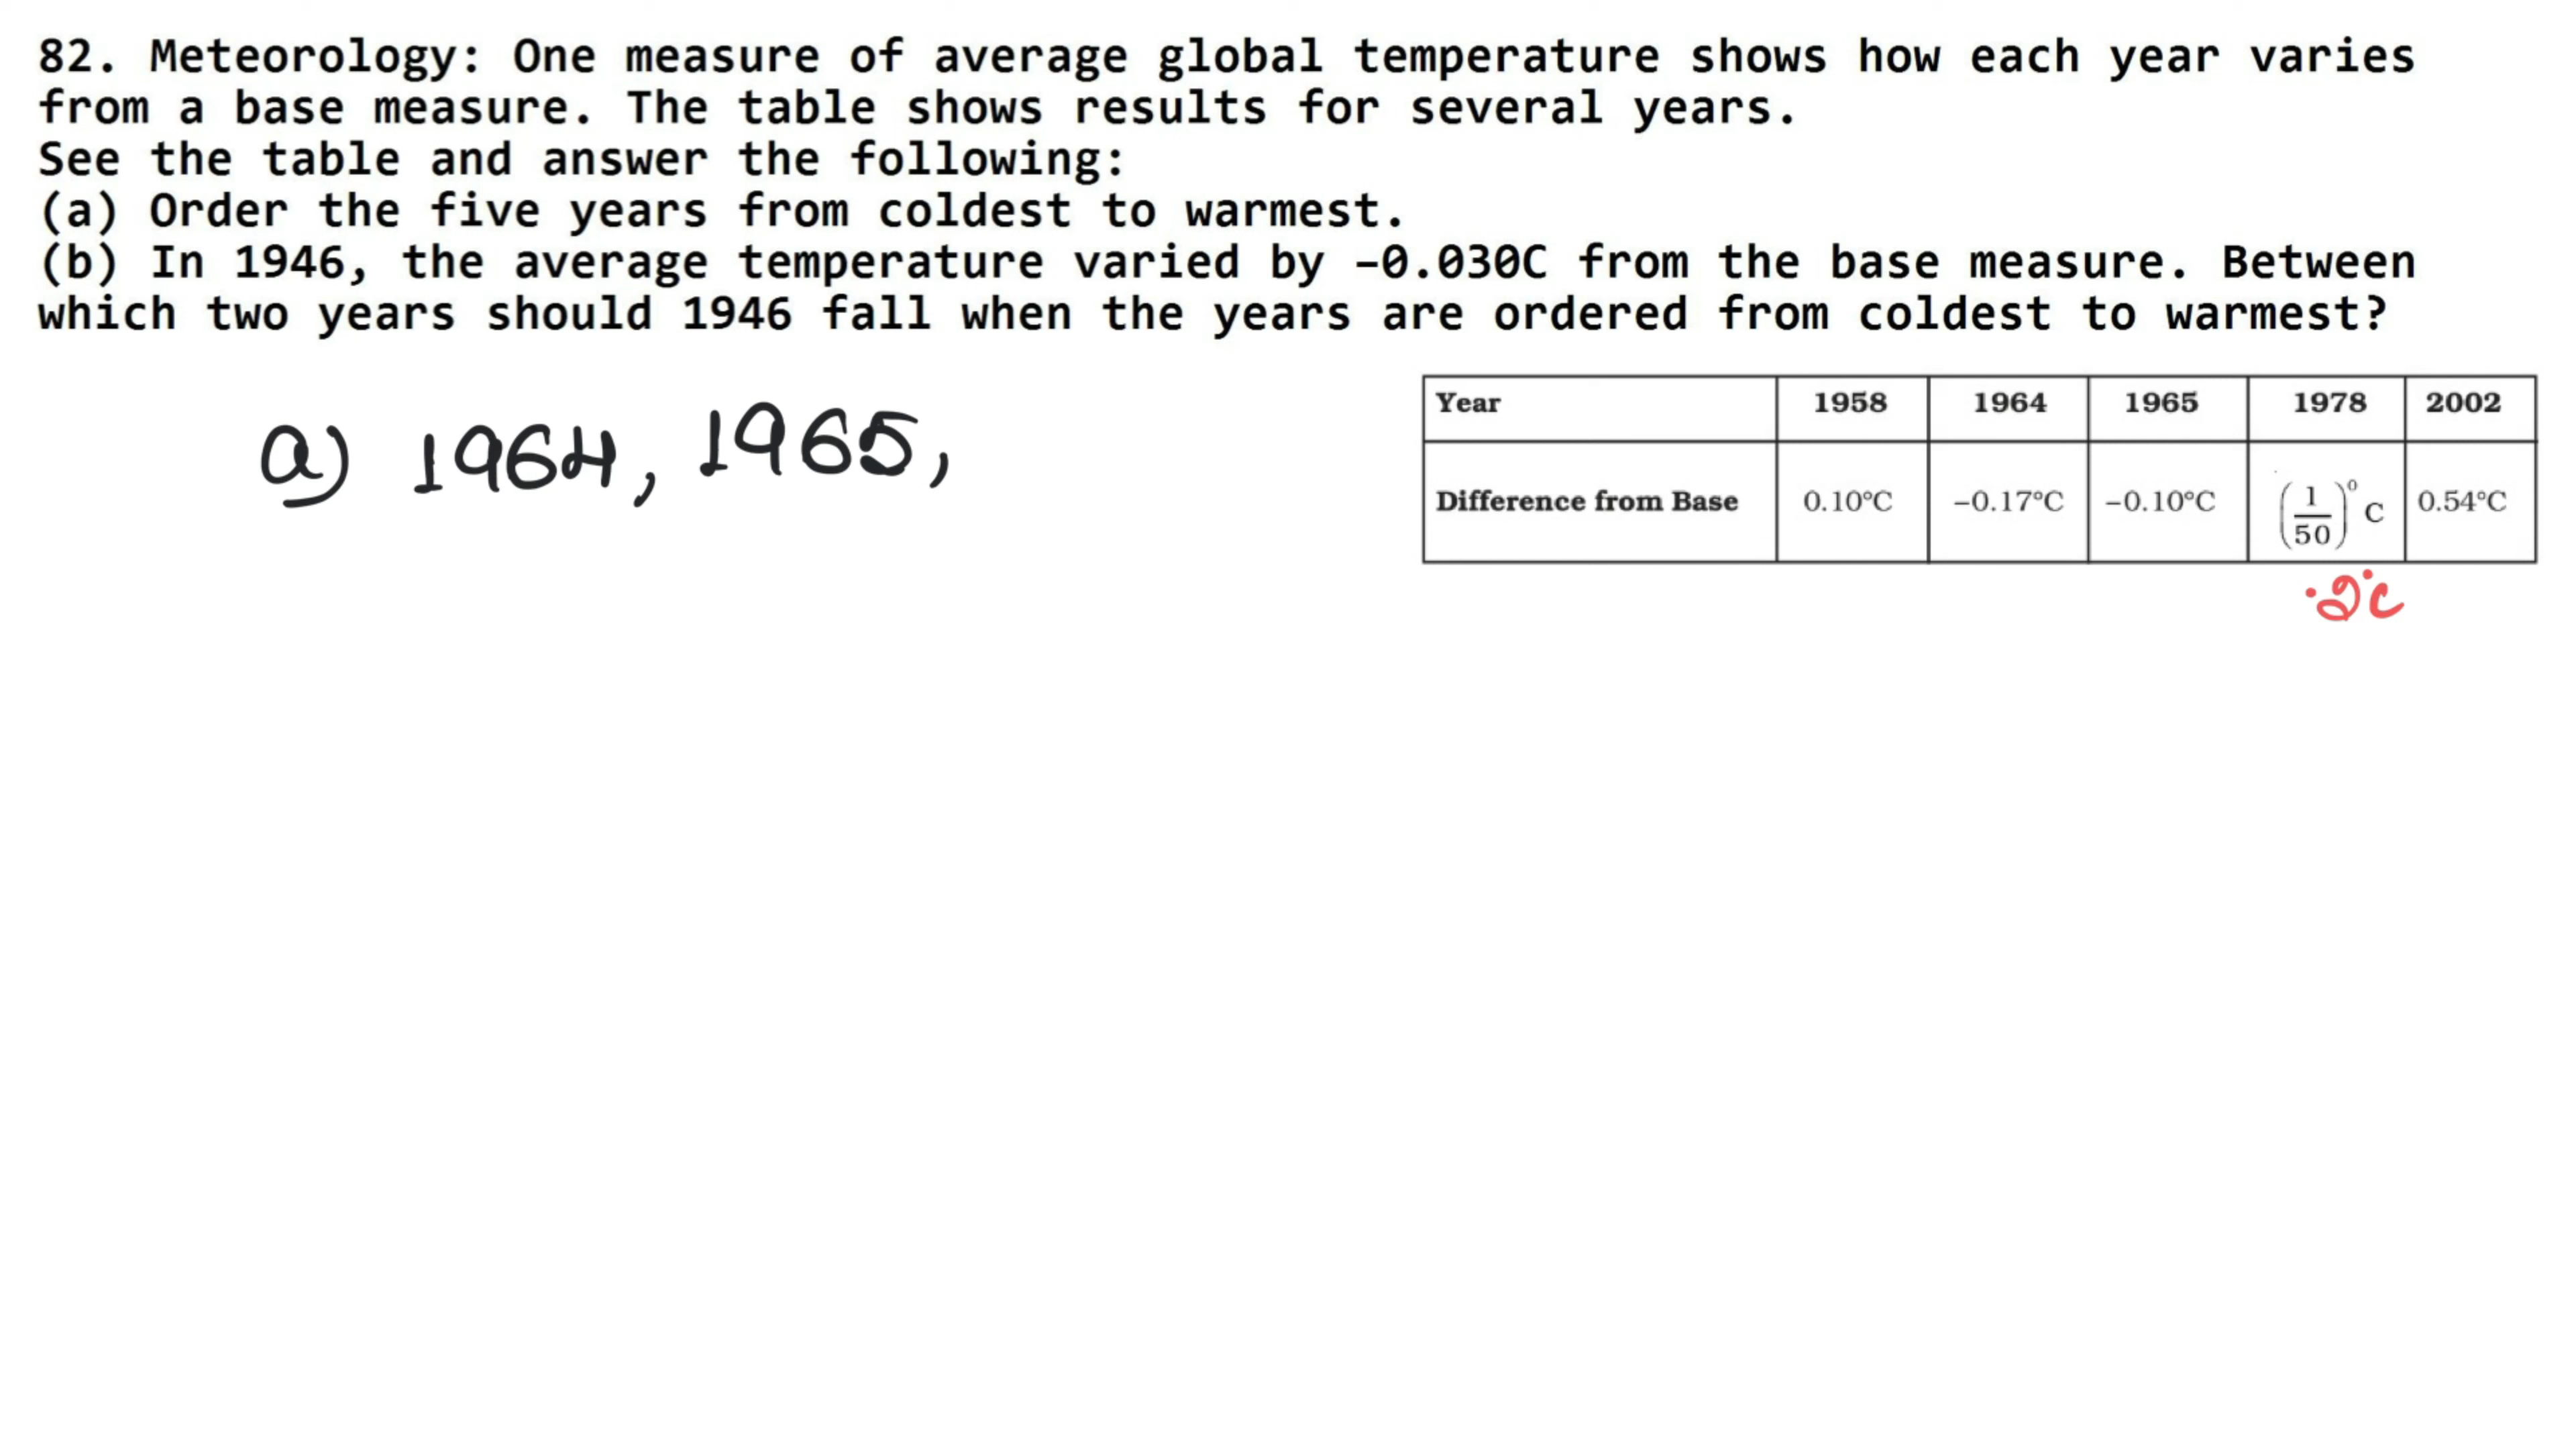 82. Meteorology: One measure of average global temperature shows how each year varies
from a base measure. The table shows results for several years.
See the table and answer the following:
(a) Order the five years from coldest to warmest.
(b) In 1946, the average temperature varied by –0.030C from the base measure. Between
which two years should 1946 fall when the years are ordered from coldest to warmest?
a) 1964, 1965,
Year 1958 1964 1965 1978 2002
Difference from Base 0.10°C –0.17°C –0.10°C (1/50)⁰ C 0.54°C
.2°C